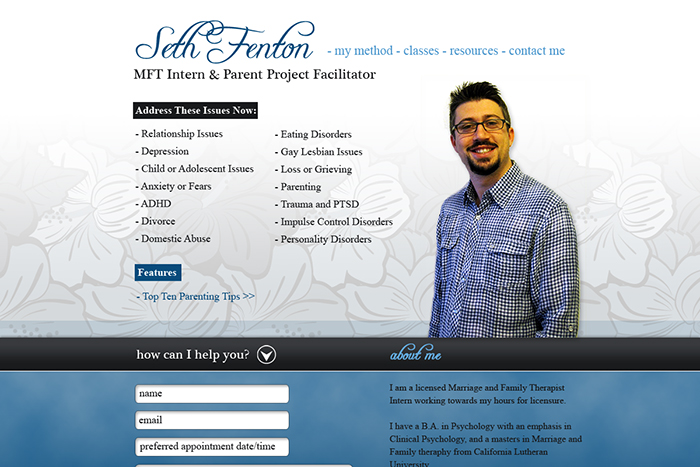 Seth Fenton
- my method - classes - resources - contact me
MFT Intern & Parent Project Facilitator
Address These Issues Now:
- Relationship Issues
- Depression
- Child or Adolescent Issues
- Anxiety or Fears
- ADHD
- Divorce
- Domestic Abuse
- Eating Disorders
- Gay Lesbian Issues
- Loss or Grieving
- Parenting
- Trauma and PTSD
- Impulse Control Disorders
- Personality Disorders
Features
- Top Ten Parenting Tips >>
how can I help you?
name
email
preferred appointment date/time
about me
I am a licensed Marriage and Family Therapist
Intern working towards my hours for licensure.
I have a B.A. in Psychology with an emphasis in
Clinical Psychology, and a masters in Marriage and
Family theraphy from California Lutheran
University